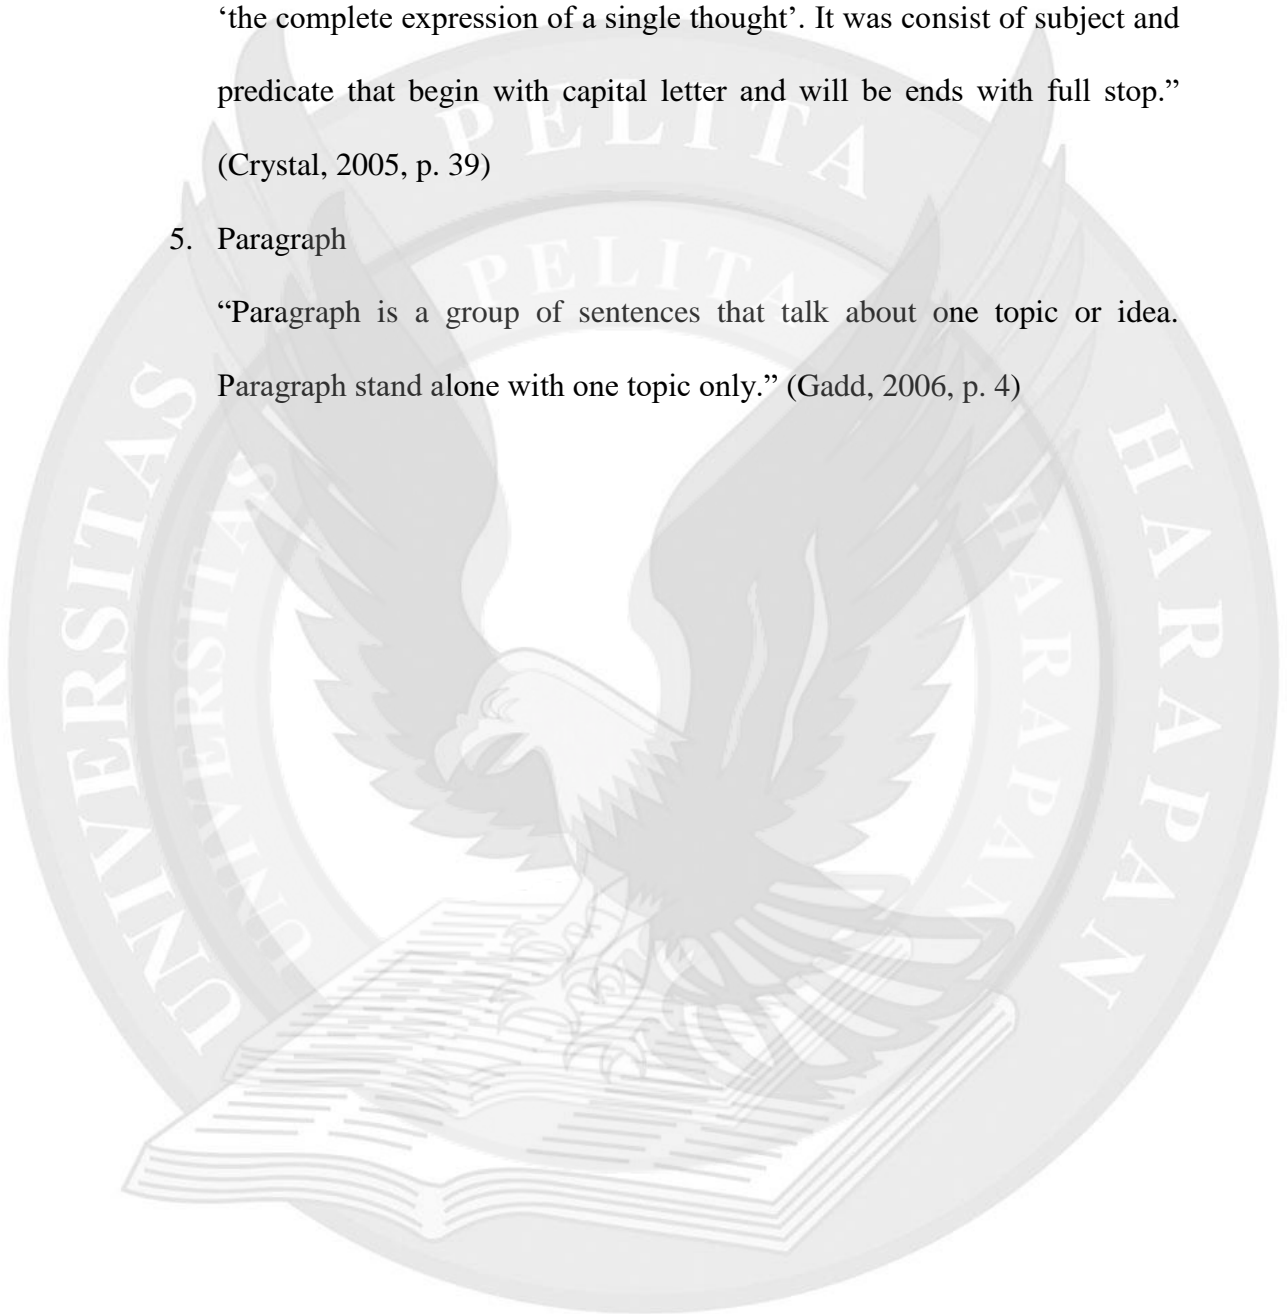 ‘the complete expression of a single thought’. It was consist of subject and
predicate that begin with capital letter and will be ends with full stop.”
(Crystal, 2005, p. 39)
5. Paragraph
“Paragraph is a group of sentences that talk about one topic or idea.
Paragraph stand alone with one topic only.” (Gadd, 2006, p. 4)
UNIVERSITAS PELITA HARAPAN
UNIVERSITAS PELITA HARAPAN